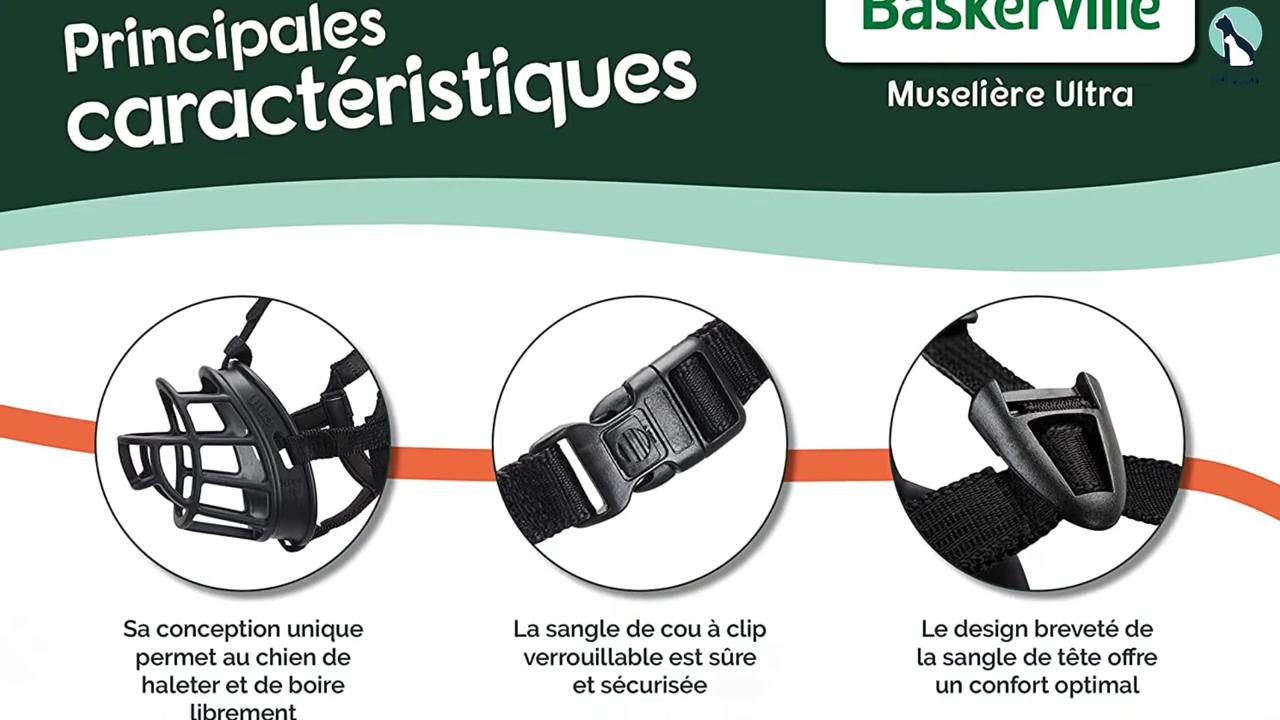 Principales
caractéristiques
Baskerville
Muselière Ultra
Sa conception unique
permet au chien de
haleter et de boire
librement
La sangle de cou à clip
verrouillable est sûre
et sécurisée
Le design breveté de
la sangle de tête offre
un confort optimal